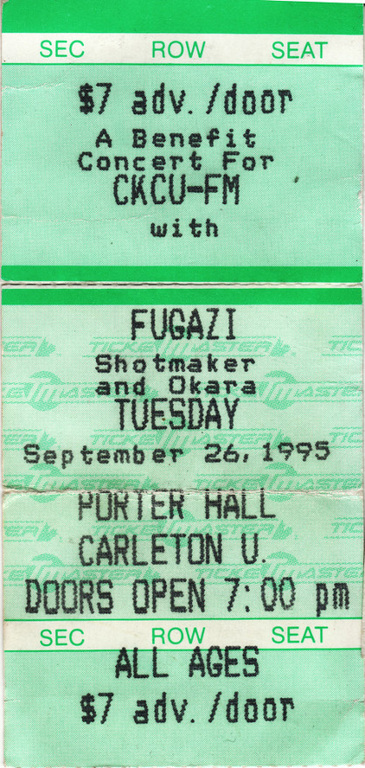 SEC ROW SEAT
$7 adv./door
A Benefit
Concert For
CKCU-FM
with
FUGAZI
Shotmaker
and Okara
TUESDAY
September 26, 1995
PORTER HALL
CARLETON U.
DOORS OPEN 7:00 pm
SEC ROW SEAT
ALL AGES
$7 adv./door